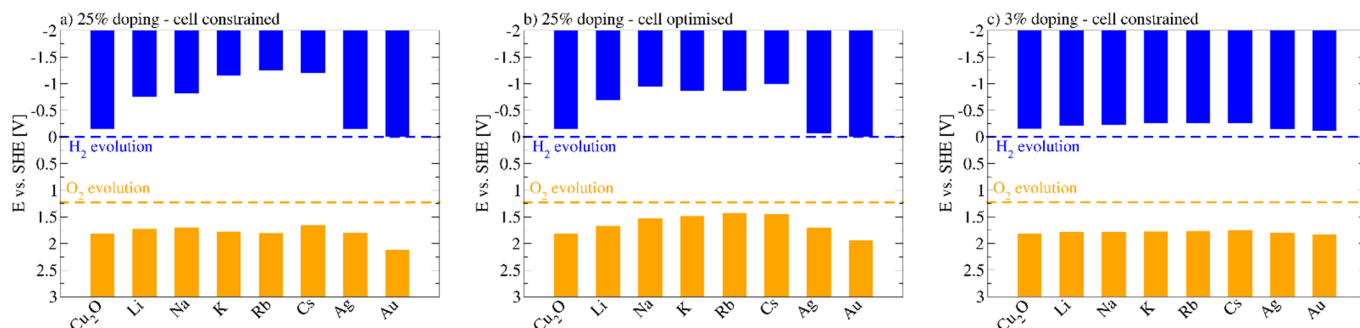 a) 25% doping - cell constrained
-2
-1.5
-1
-0.5
0
0.5
1
1.5
2
2.5
3
E vs. SHE [V]
H₂ evolution
O₂ evolution
Cu₂O Li Na K Rb Cs Ag Au
b) 25% doping - cell optimised
-2
-1.5
-1
-0.5
0
0.5
1
1.5
2
2.5
3
E vs. SHE [V]
H₂ evolution
O₂ evolution
Cu₂O Li Na K Rb Cs Ag Au
c) 3% doping - cell constrained
-2
-1.5
-1
-0.5
0
0.5
1
1.5
2
2.5
3
E vs. SHE [V]
H₂ evolution
O₂ evolution
Cu₂O Li Na K Rb Cs Ag Au